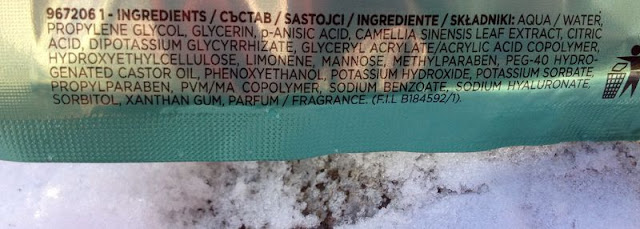 967206 1 - INGREDIENTS / СЪСТАВ / SASTOJCI / INGREDIENTE / SKŁADNIKI: AQUA / WATER,
PROPYLENE GLYCOL, GLYCERIN, p-ANISIC ACID, CAMELLIA SINENSIS LEAF EXTRACT, CITRIC
ACID, DIPOTASSIUM GLYCYRRHIZATE, GLYCERYL ACRYLATE/ACRYLIC ACID COPOLYMER,
HYDROXYETHYLCELLULOSE, LIMONENE, MANNOSE, METHYLPARABEN, PEG-40 HYDRO-
GENATED CASTOR OIL, PHENOXYETHANOL, POTASSIUM HYDROXIDE, POTASSIUM SORBATE,
PROPYLPARABEN, PVM/MA COPOLYMER, SODIUM BENZOATE, SODIUM HYALURONATE,
SORBITOL, XANTHAN GUM, PARFUM / FRAGRANCE. (F.I.L B184592/1).